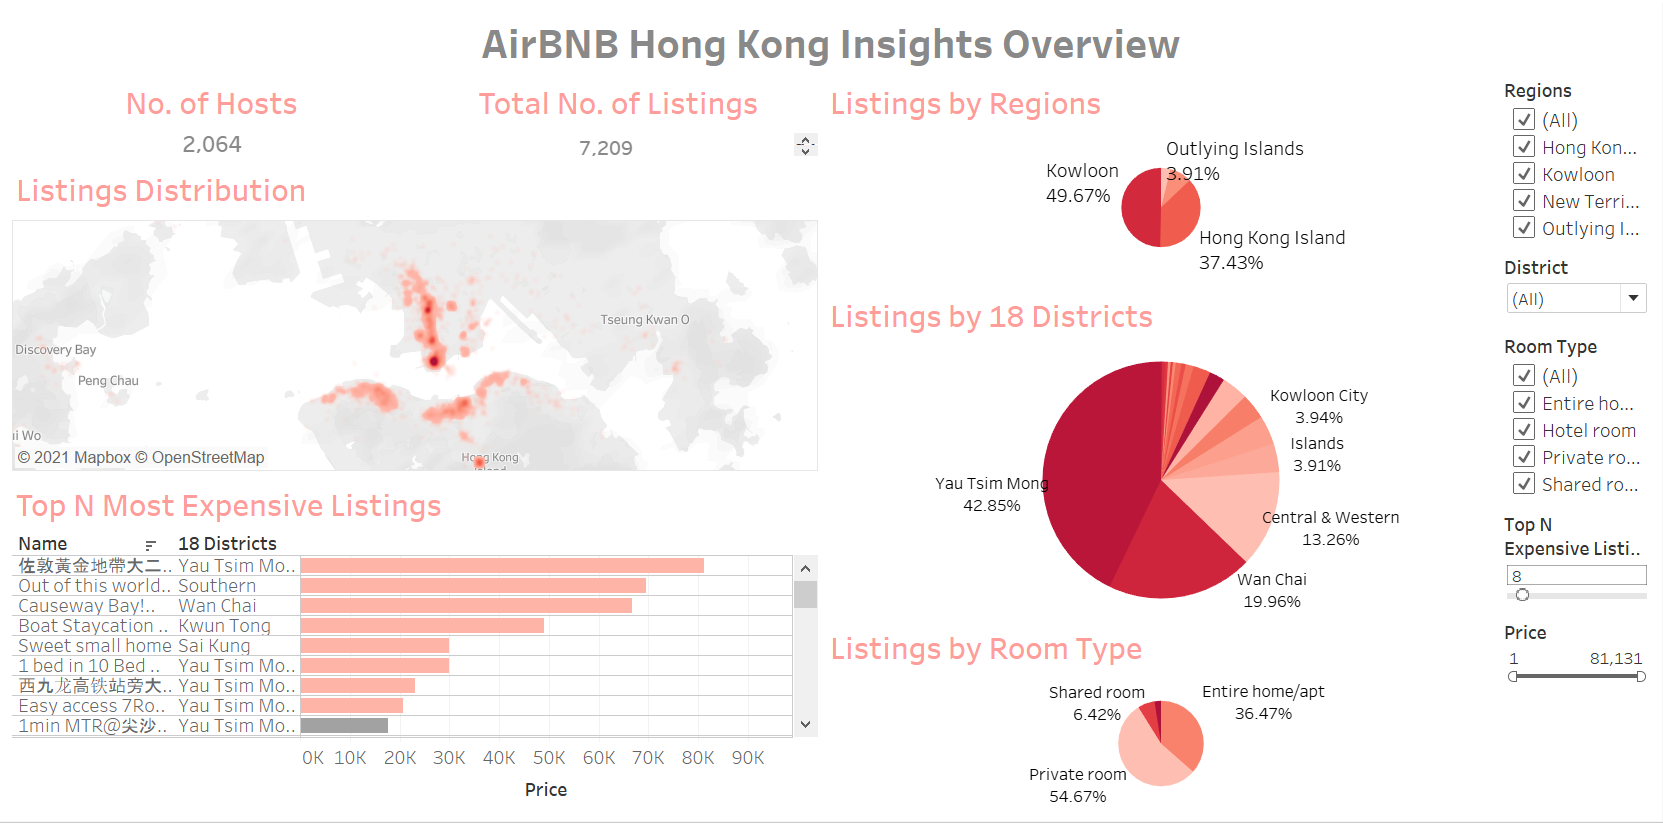 AirBNB Hong Kong Insights Overview
No. of Hosts
2,064
Total No. of Listings
7,209
Listings Distribution
Tseung Kwan O
Discovery Bay
Peng Chau
ui Wo
Hong Kong
Island
© 2021 Mapbox © OpenStreetMap
Top N Most Expensive Listings
Name 18 Districts
佐敦黃金地帶大二.. Yau Tsim Mo..
Out of this world.. Southern
Causeway Bay!.. Wan Chai
Boat Staycation .. Kwun Tong
Sweet small home Sai Kung
1 bed in 10 Bed .. Yau Tsim Mo..
西九龙高铁站旁大.. Yau Tsim Mo..
Easy access 7Ro.. Yau Tsim Mo..
1min MTR@尖沙.. Yau Tsim Mo..
0K 10K 20K 30K 40K 50K 60K 70K 80K 90K
Price
Listings by Regions
Outlying Islands
3.91%
Kowloon
49.67%
Hong Kong Island
37.43%
Listings by 18 Districts
Kowloon City
3.94%
Islands
3.91%
Yau Tsim Mong
42.85%
Central & Western
13.26%
Wan Chai
19.96%
Listings by Room Type
Shared room
6.42%
Entire home/apt
36.47%
Private room
54.67%
Regions
(All)
Hong Kon...
Kowloon
New Terri...
Outlying I...
District
(All)
Room Type
(All)
Entire ho...
Hotel room
Private ro...
Shared ro...
Top N
Expensive Listi..
8
Price
1 81,131